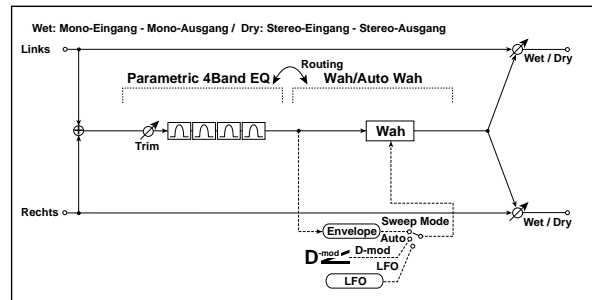 Wet: Mono-Eingang - Mono-Ausgang / Dry: Stereo-Eingang - Stereo-Ausgang
Links
Wet / Dry
Routing
Parametric 4Band EQ
Wah/Auto Wah
Trim
Wah
Rechts
Wet / Dry
Envelope
Sweep Mode
Auto
D-mod
D-mod
LFO
LFO